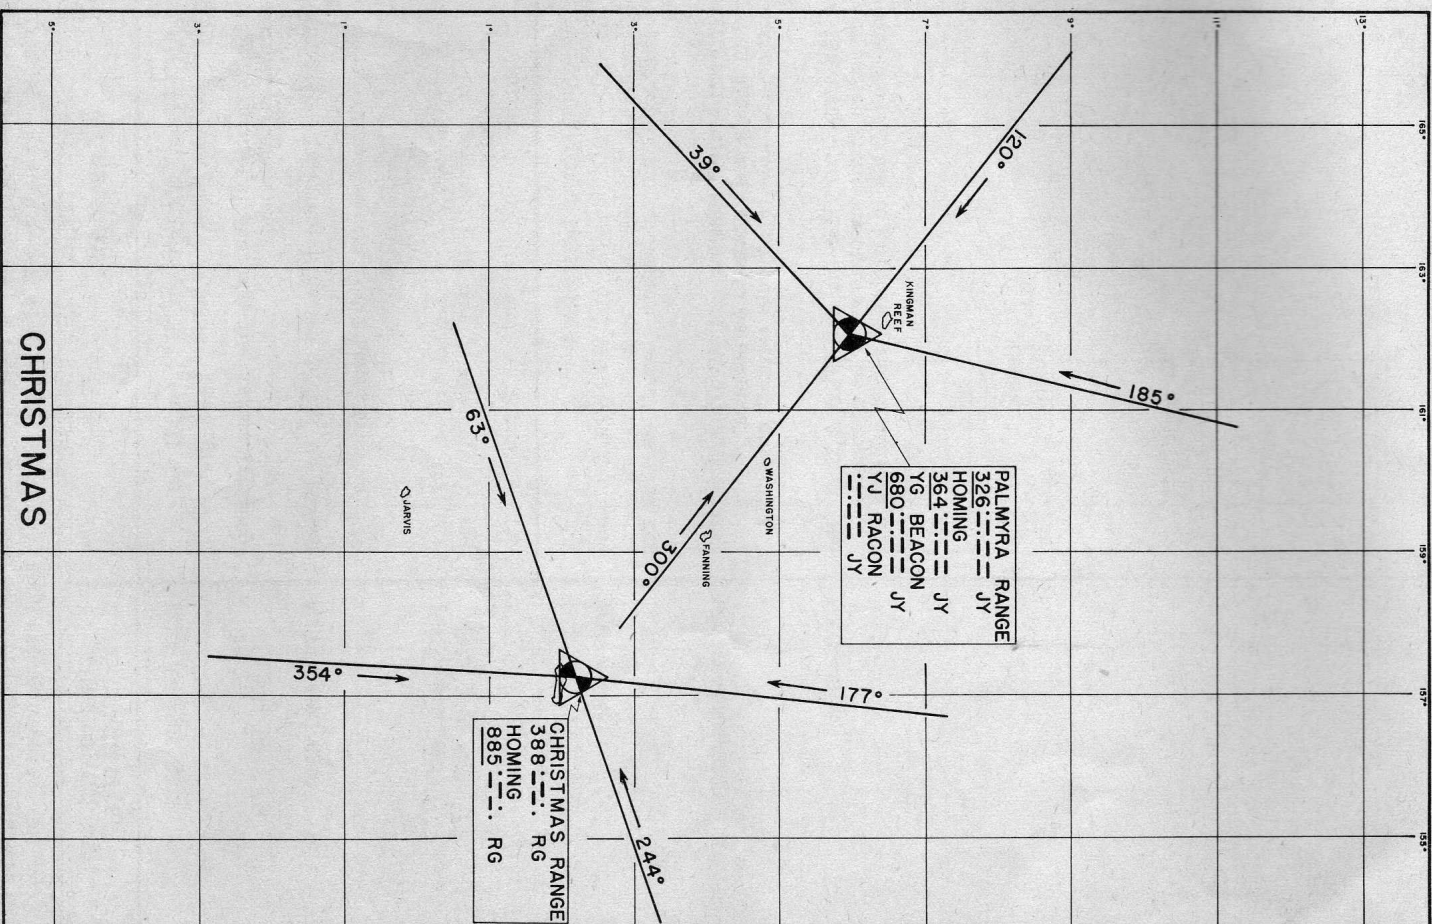 165°
163°
161°
159°
157°
155°
13°
11°
9°
7°
5°
3°
1°
1°
3°
5°
120°
39°
185°
KINGMAN
REEF
PALMYRA RANGE
326 ·––– –·–– JY
HOMING
364 ·––– –·–– JY
YG BEACON
680 ·––– –·–– JY
YJ RACON
·––– –·–– JY
WASHINGTON
FANNING
300°
63°
JARVIS
177°
354°
244°
CHRISTMAS RANGE
388 ·–· ––· RG
HOMING
885 ·–· ––· RG
CHRISTMAS